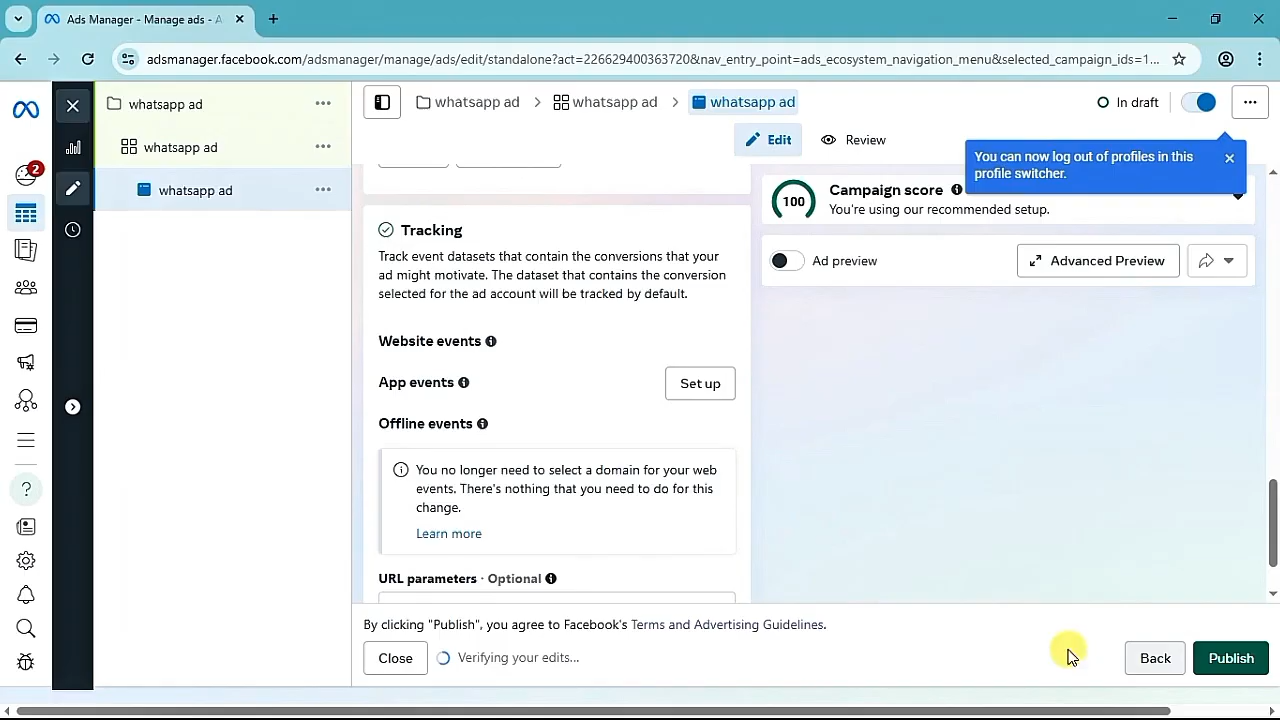 Ads Manager - Manage ads - A
adsmanager.facebook.com/adsmanager/manage/ads/edit/standalone?act=226629400363720&nav_entry_point=ads_ecosystem_navigation_menu&selected_campaign_ids=1...
whatsapp ad
whatsapp ad
whatsapp ad
2
whatsapp ad > whatsapp ad > whatsapp ad
In draft
Edit
Review
You can now log out of profiles in this
profile switcher.
Tracking
Track event datasets that contain the conversions that your
ad might motivate. The dataset that contains the conversion
selected for the ad account will be tracked by default.
Website events
App events
Set up
Offline events
You no longer need to select a domain for your web
events. There's nothing that you need to do for this
change.
Learn more
URL parameters · Optional
100
Campaign score
You're using our recommended setup.
Ad preview
Advanced Preview
By clicking "Publish", you agree to Facebook's Terms and Advertising Guidelines.
Close
Verifying your edits...
Back
Publish